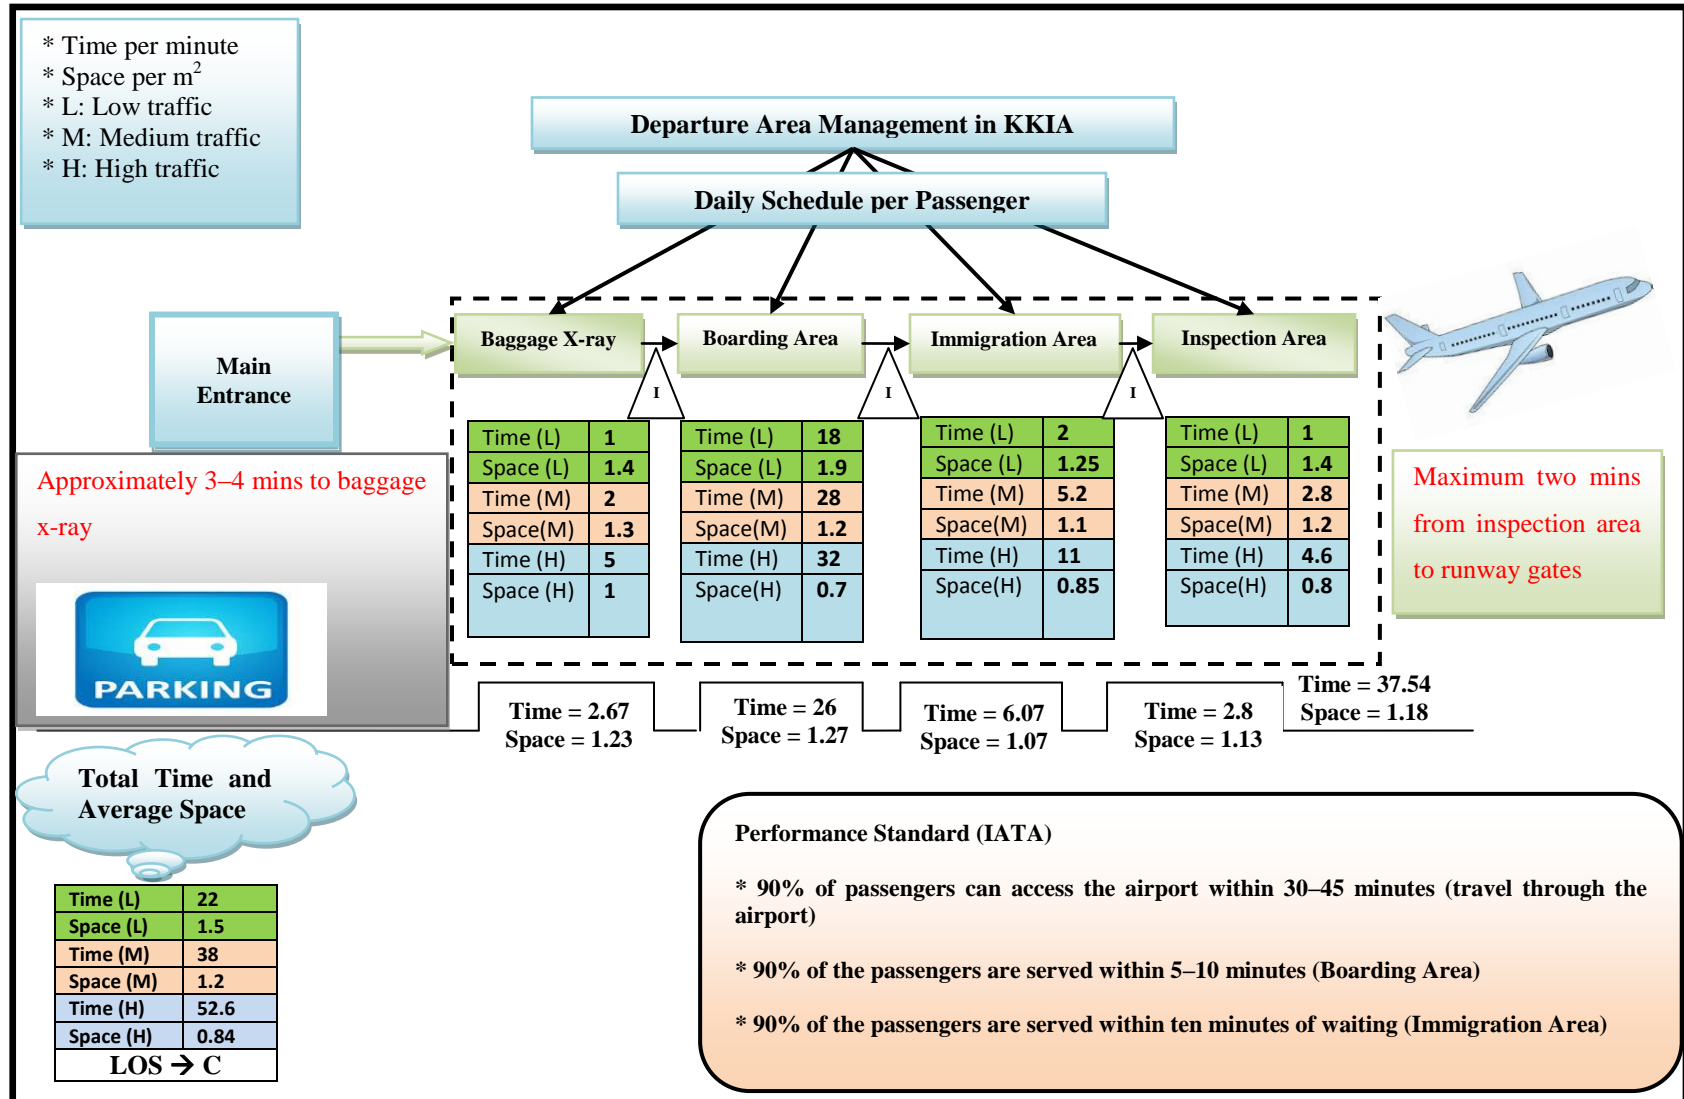 * Time per minute
* Space per m²
* L: Low traffic
* M: Medium traffic
* H: High traffic
Departure Area Management in KKIA
Daily Schedule per Passenger
Main
Entrance
Baggage X-ray
Boarding Area
Immigration Area
Inspection Area
I
I
I
Approximately 3–4 mins to baggage
x-ray
PARKING
Time (L) 1
Space (L) 1.4
Time (M) 2
Space(M) 1.3
Time (H) 5
Space (H) 1
Time (L) 18
Space (L) 1.9
Time (M) 28
Space(M) 1.2
Time (H) 32
Space(H) 0.7
Time (L) 2
Space (L) 1.25
Time (M) 5.2
Space(M) 1.1
Time (H) 11
Space(H) 0.85
Time (L) 1
Space (L) 1.4
Time (M) 2.8
Space(M) 1.2
Time (H) 4.6
Space(H) 0.8
Maximum two mins
from inspection area
to runway gates
Time = 2.67
Space = 1.23
Time = 26
Space = 1.27
Time = 6.07
Space = 1.07
Time = 2.8
Space = 1.13
Time = 37.54
Space = 1.18
Total Time and
Average Space
Time (L) 22
Space (L) 1.5
Time (M) 38
Space (M) 1.2
Time (H) 52.6
Space (H) 0.84
LOS → C
Performance Standard (IATA)
* 90% of passengers can access the airport within 30–45 minutes (travel through the
airport)
* 90% of the passengers are served within 5–10 minutes (Boarding Area)
* 90% of the passengers are served within ten minutes of waiting (Immigration Area)